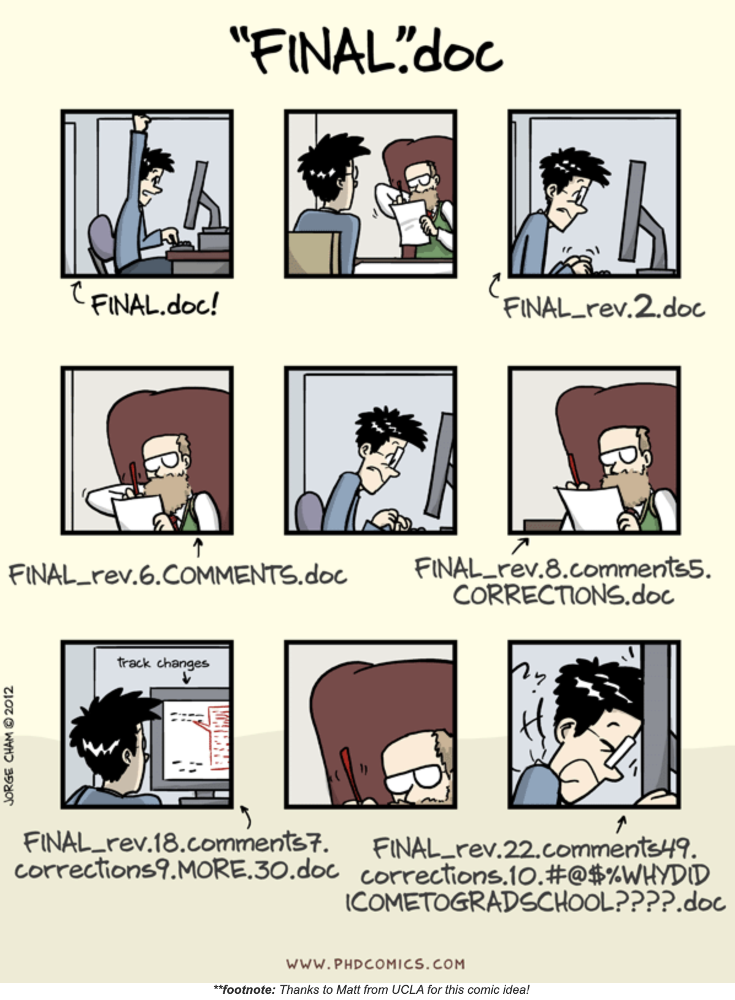 "FINAL".doc
FINAL.doc!
FINAL_rev.2.doc
FINAL_rev.6.COMMENTS.doc
FINAL_rev.8.comments5.
CORRECTIONS.doc
track changes
FINAL_rev.18.comments7.
corrections9.MORE.30.doc
FINAL_rev.22.comments49.
corrections.10.#@$%WHYDID
ICOMETOGRADSCHOOL????.doc
JORGE CHAM © 2012
WWW.PHDCOMICS.COM
**footnote: Thanks to Matt from UCLA for this comic idea!